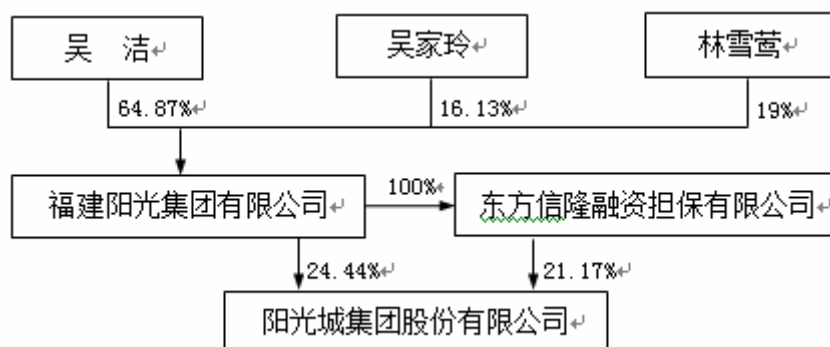 吴 洁
吴家玲
林雪莺
64.87%
16.13%
19%
福建阳光集团有限公司
100%
东方信隆融资担保有限公司
24.44%
21.17%
阳光城集团股份有限公司